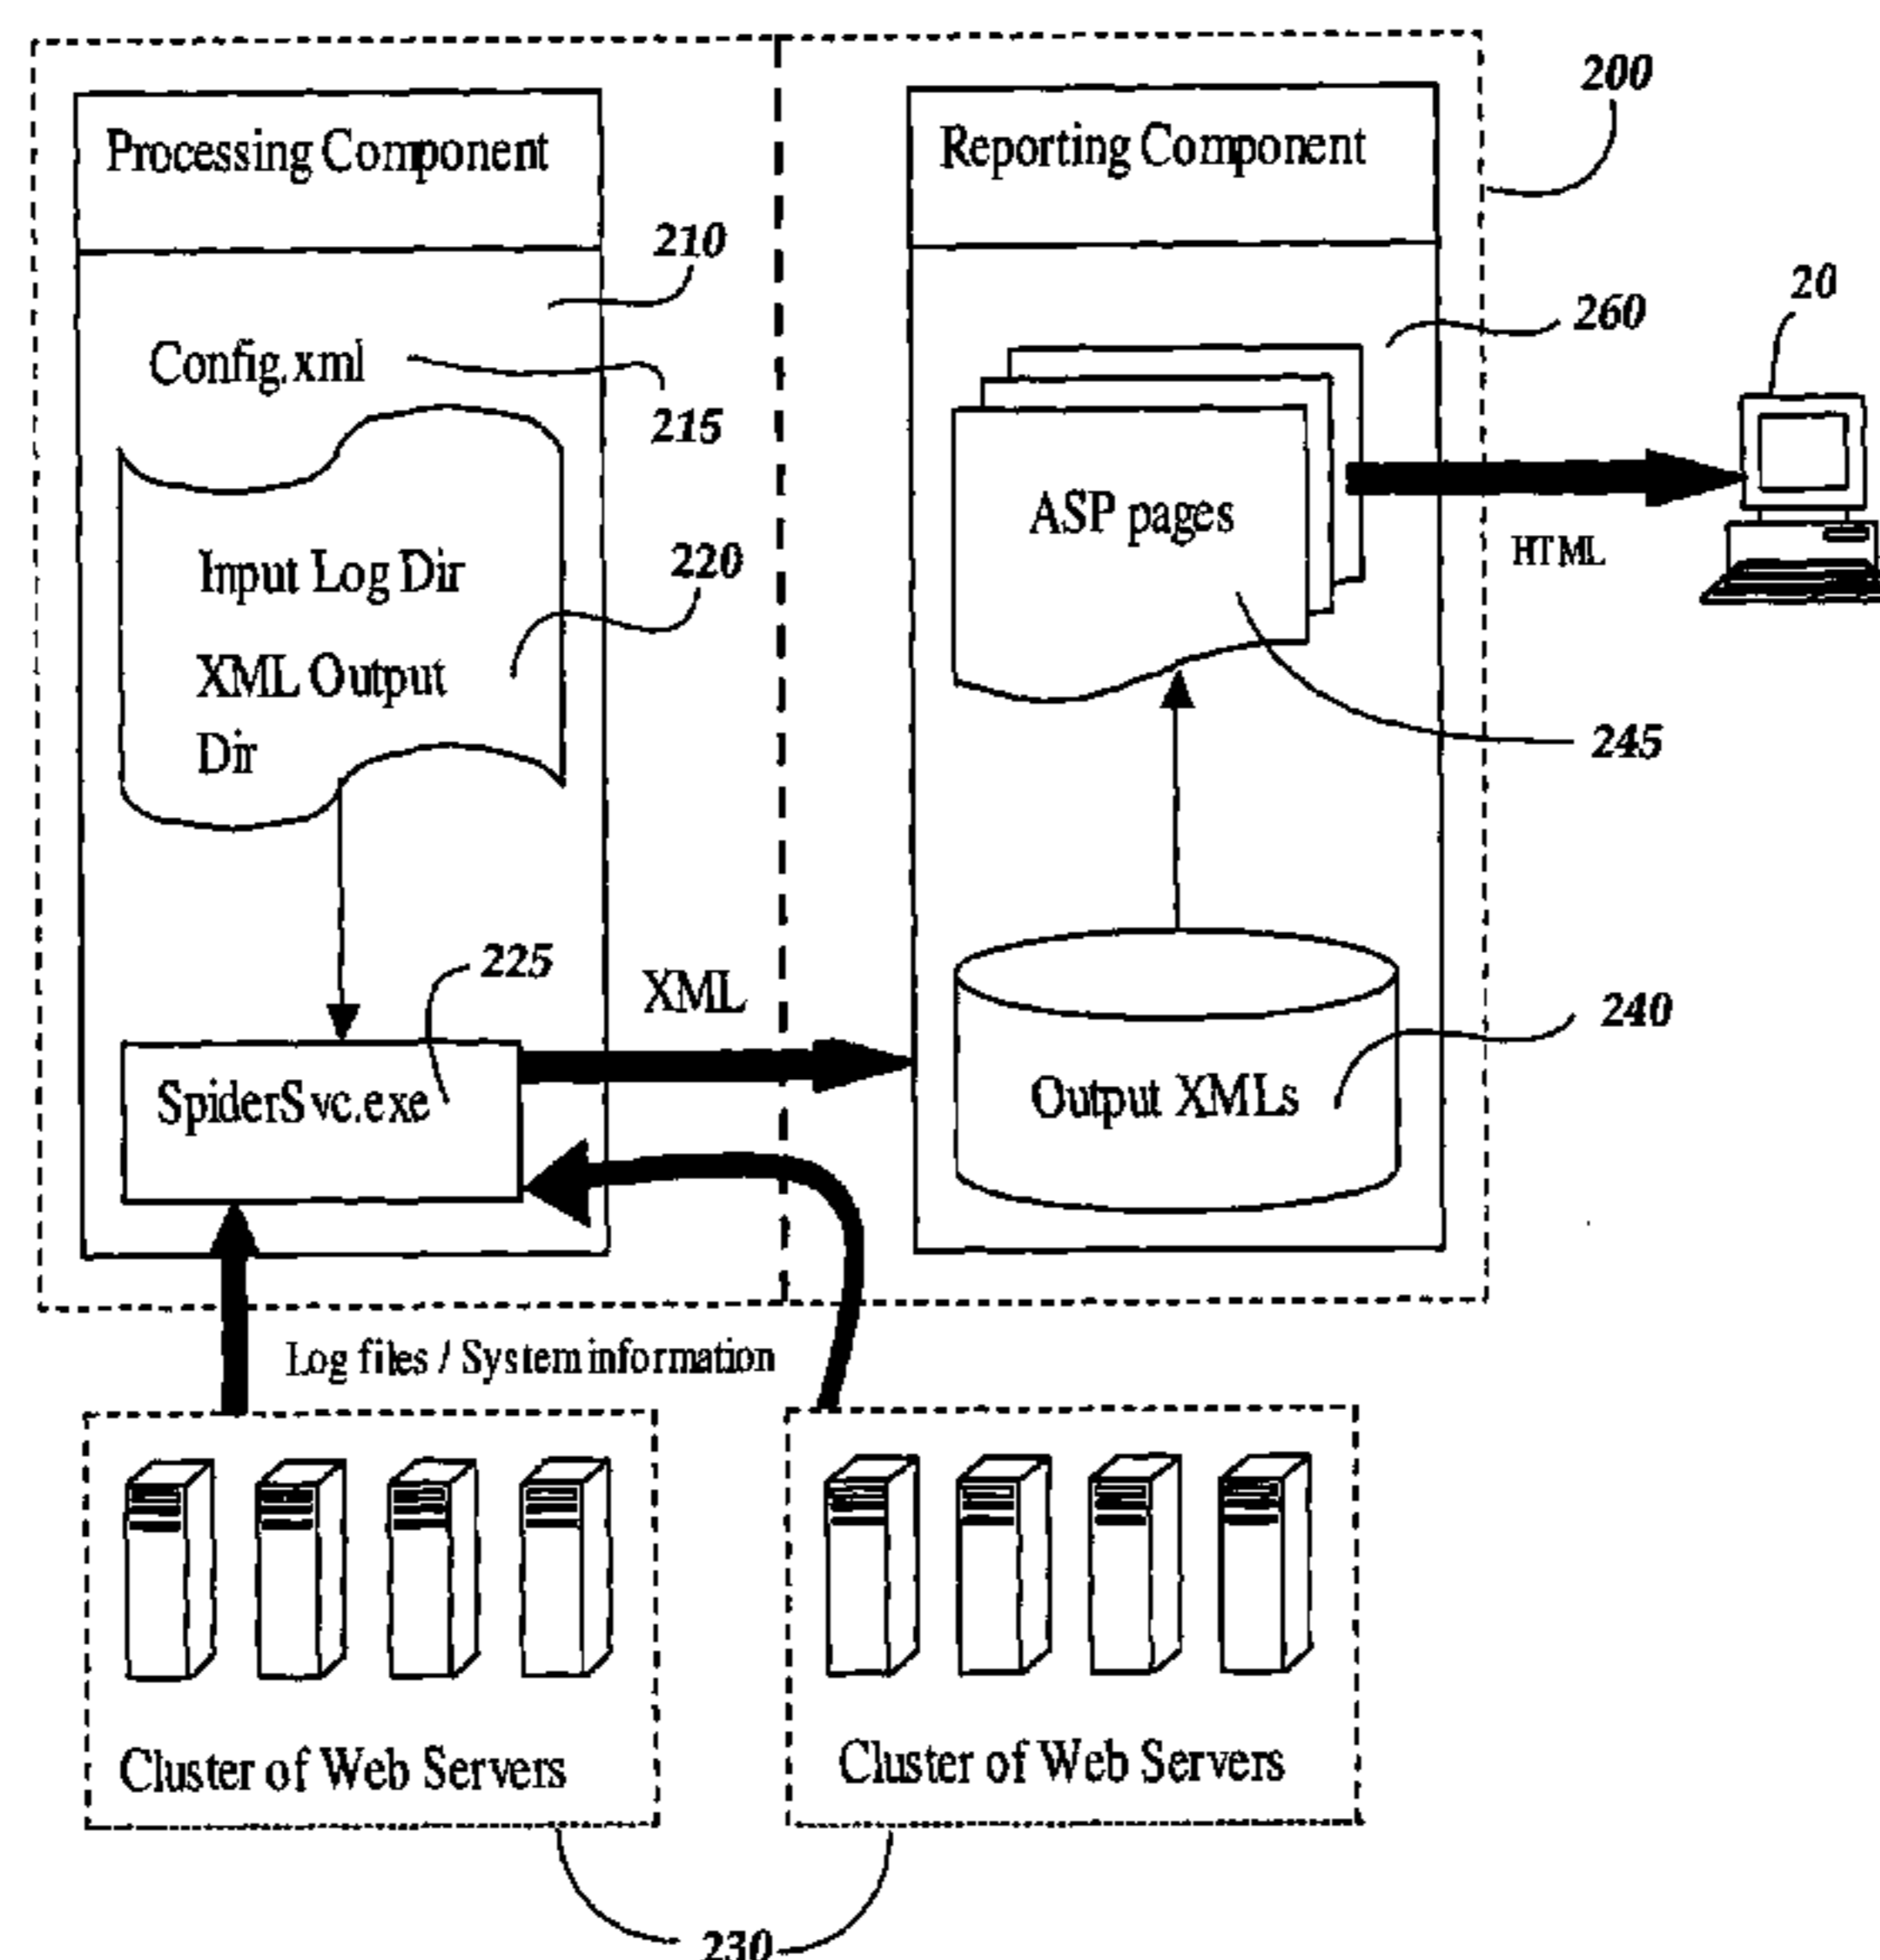 Processing Component
Reporting Component
200
210
Config.xml
215
260
20
Input Log Dir
220
XML Output
Dir
ASP pages
HTML
245
225
XML
SpiderSvc.exe
240
Output XMLs
Log files / System information
Cluster of Web Servers
Cluster of Web Servers
230